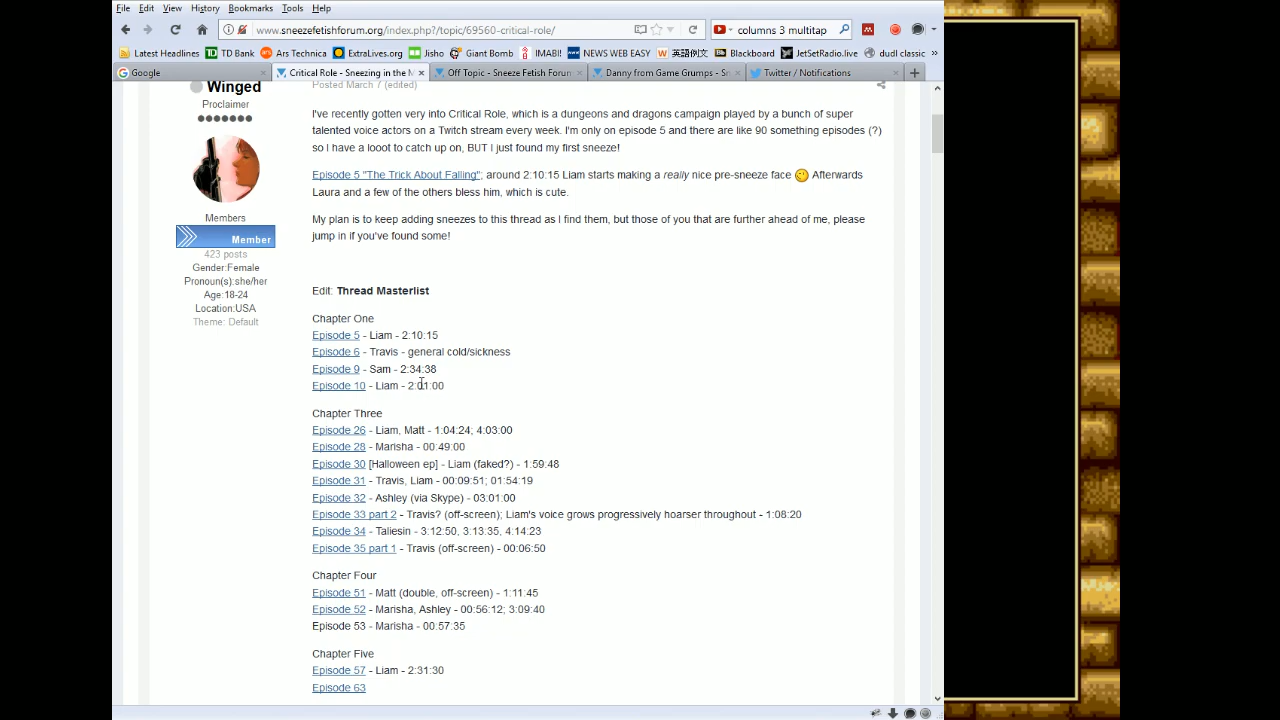 File Edit View History Bookmarks Tools Help
www.sneezefetishforum.org/index.php?/topic/69560-critical-role/ columns 3 multitap
Latest Headlines TD Bank Ars Technica ExtraLives.org Jisho Giant Bomb IMABI! NEWS WEB EASY 英語例文 Blackboard JetSetRadio.live dudl classic »
Google Critical Role - Sneezing in the M Off Topic - Sneeze Fetish Forum Danny from Game Grumps - Sn Twitter / Notifications
Winged
Proclaimer
Members
Member
423 posts
Gender:Female
Pronoun(s):she/her
Age:18-24
Location:USA
Theme: Default
Posted March 7 (edited)
I've recently gotten very into Critical Role, which is a dungeons and dragons campaign played by a bunch of super
talented voice actors on a Twitch stream every week. I'm only on episode 5 and there are like 90 something episodes (?)
so I have a looot to catch up on, BUT I just found my first sneeze!
Episode 5 "The Trick About Falling"; around 2:10:15 Liam starts making a really nice pre-sneeze face Afterwards
Laura and a few of the others bless him, which is cute.
My plan is to keep adding sneezes to this thread as I find them, but those of you that are further ahead of me, please
jump in if you've found some!
Edit: Thread Masterlist
Chapter One
Episode 5 - Liam - 2:10:15
Episode 6 - Travis - general cold/sickness
Episode 9 - Sam - 2:34:38
Episode 10 - Liam - 2:01:00
Chapter Three
Episode 26 - Liam, Matt - 1:04:24; 4:03:00
Episode 28 - Marisha - 00:49:00
Episode 30 [Halloween ep] - Liam (faked?) - 1:59:48
Episode 31 - Travis, Liam - 00:09:51; 01:54:19
Episode 32 - Ashley (via Skype) - 03:01:00
Episode 33 part 2 - Travis? (off-screen); Liam's voice grows progressively hoarser throughout - 1:08:20
Episode 34 - Taliesin - 3:12:50, 3:13:35, 4:14:23
Episode 35 part 1 - Travis (off-screen) - 00:06:50
Chapter Four
Episode 51 - Matt (double, off-screen) - 1:11:45
Episode 52 - Marisha, Ashley - 00:56:12; 3:09:40
Episode 53 - Marisha - 00:57:35
Chapter Five
Episode 57 - Liam - 2:31:30
Episode 63